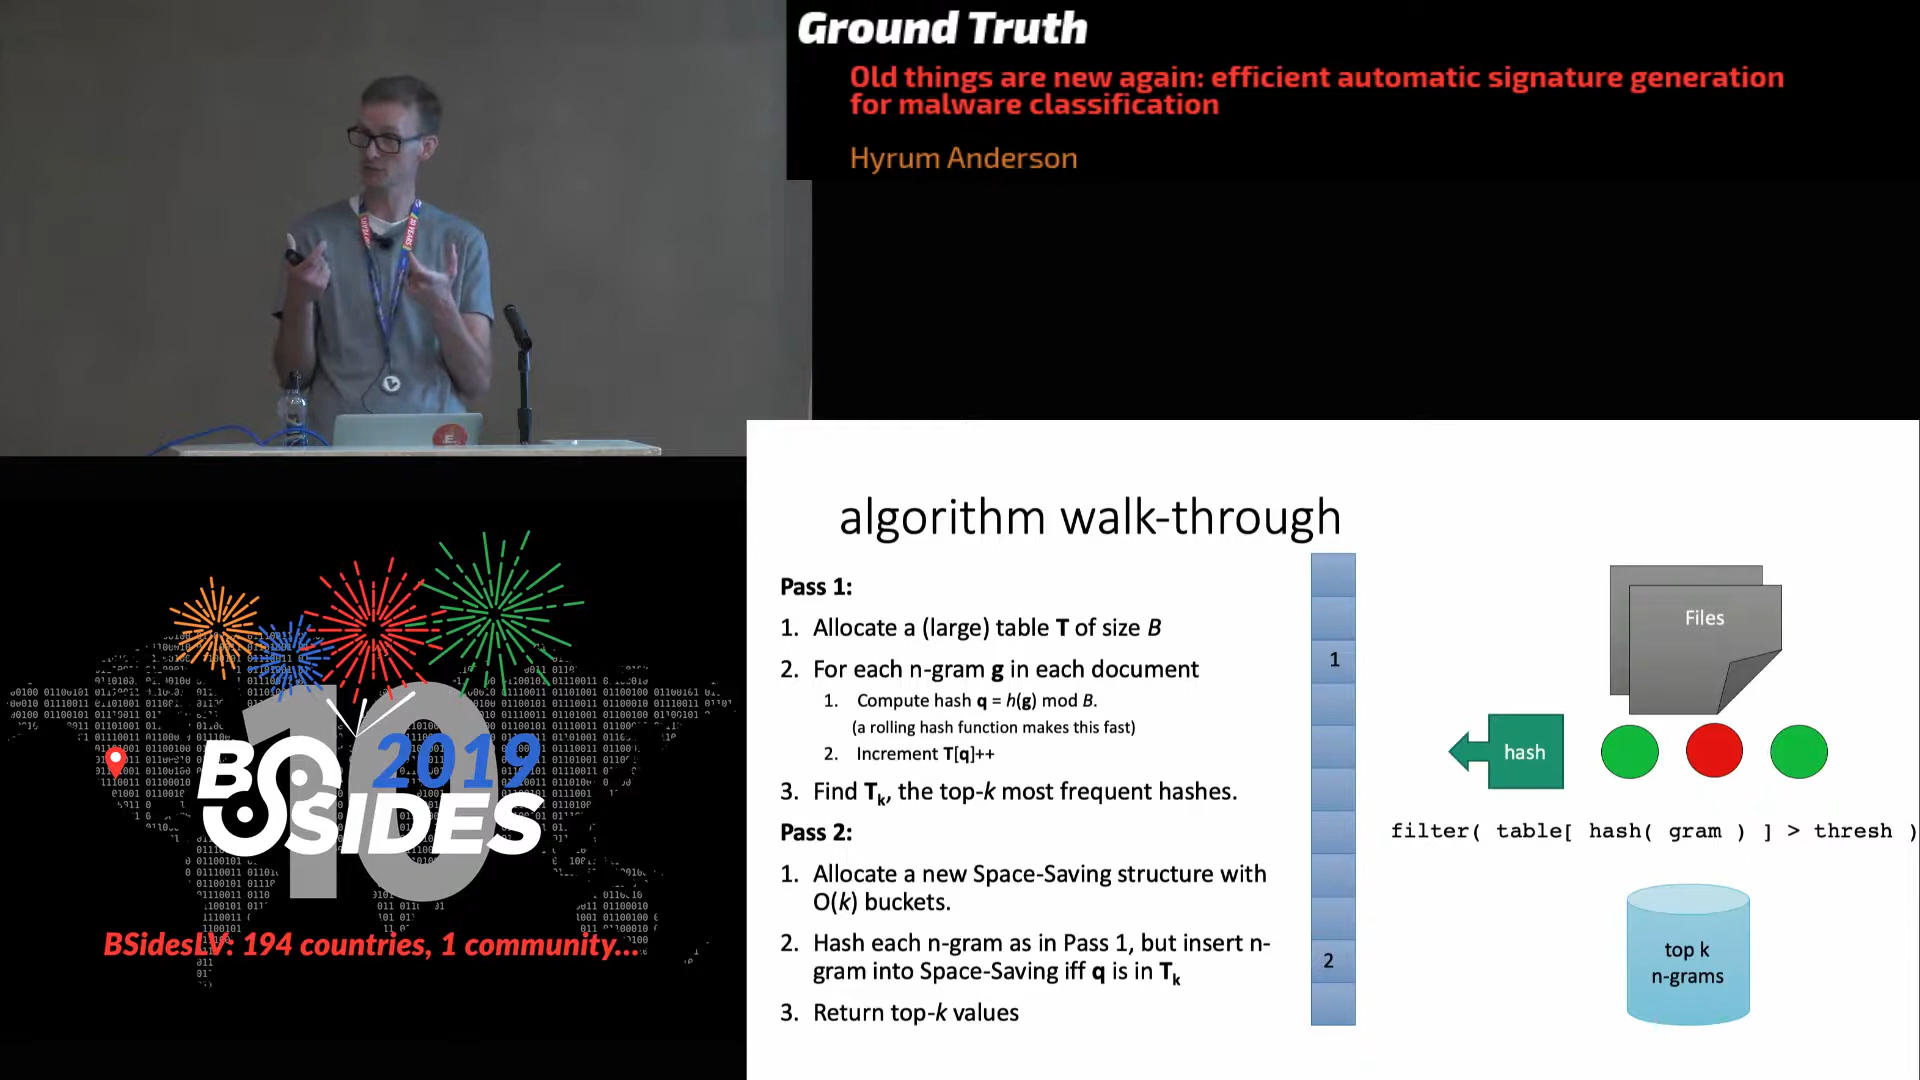 Ground Truth
Old things are new again: efficient automatic signature generation
for malware classification
Hyrum Anderson
algorithm walk-through
Pass 1:
1. Allocate a (large) table T of size B
2. For each n-gram g in each document
1. Compute hash q = h(g) mod B.
(a rolling hash function makes this fast)
2. Increment T[q]++
3. Find Tk, the top-k most frequent hashes.
Pass 2:
1. Allocate a new Space-Saving structure with
O(k) buckets.
2. Hash each n-gram as in Pass 1, but insert n-
gram into Space-Saving iff q is in Tk
3. Return top-k values
1
2
Files
hash
filter( table[ hash( gram ) ] > thresh )
top k
n-grams
10
2019
BSIDES
BSidesLV: 194 countries, 1 community...